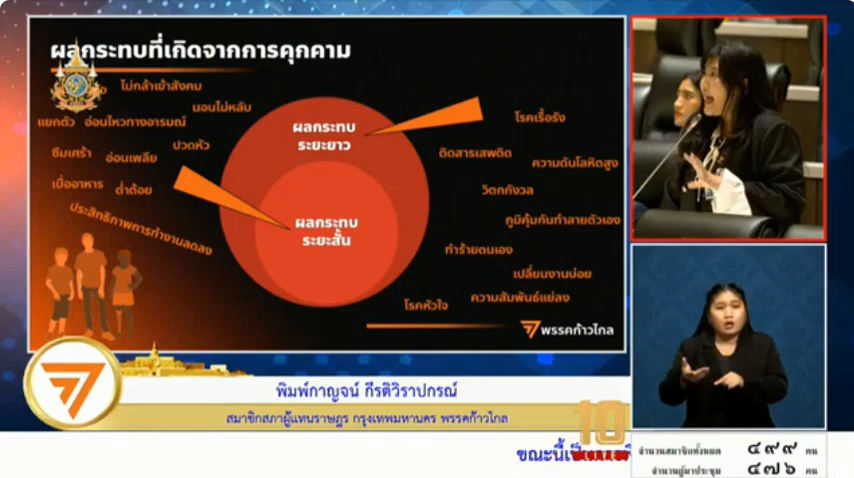 ผลกระทบที่เกิดจากการคุกคาม
ไม่กล้าเข้าสังคม
นอนไม่หลับ
แยกตัว อ่อนไหวทางอารมณ์
ปวดหัว
ซึมเศร้า อ่อนเพลีย
เบื่ออาหาร ต่ำต้อย
ประสิทธิภาพการทำงานลดลง
ผลกระทบ
ระยะยาว
ผลกระทบ
ระยะสั้น
โรคเรื้อรัง
ติดสารเสพติด
ความดันโลหิตสูง
วิตกกังวล
ภูมิคุ้มกันทำลายตัวเอง
ทำร้ายตนเอง
เปลี่ยนงานบ่อย
ความสัมพันธ์แย่ลง
โรคหัวใจ
พรรคก้าวไกล
พิมพ์กาญจน์ กีรติวิราปกรณ์
สมาชิกสภาผู้แทนราษฎร กรุงเทพมหานคร พรรคก้าวไกล
10
ขณะนี้เป็น
จำนวนสมาชิกทั้งหมด ๔๙๙ คน
จำนวนผู้มาประชุม ๔๗๖ คน